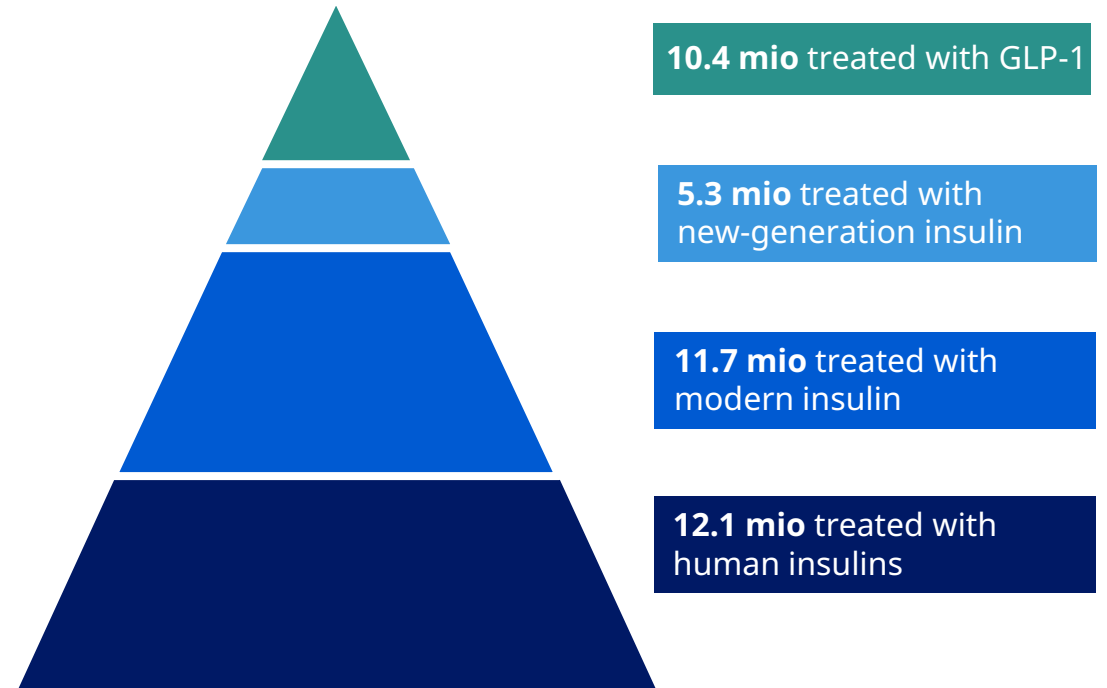 10.4 mio treated with GLP-1
5.3 mio treated with
new-generation insulin
11.7 mio treated with
modern insulin
12.1 mio treated with
human insulins